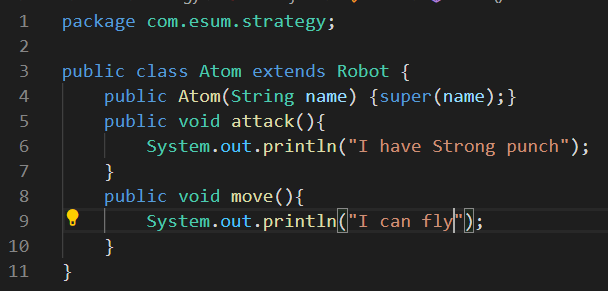 1 package com.esum.strategy;
2
3 public class Atom extends Robot {
4     public Atom(String name) {super(name);}
5     public void attack(){
6         System.out.println("I have Strong punch");
7     }
8     public void move(){
9         System.out.println("I can fly");
10     }
11 }